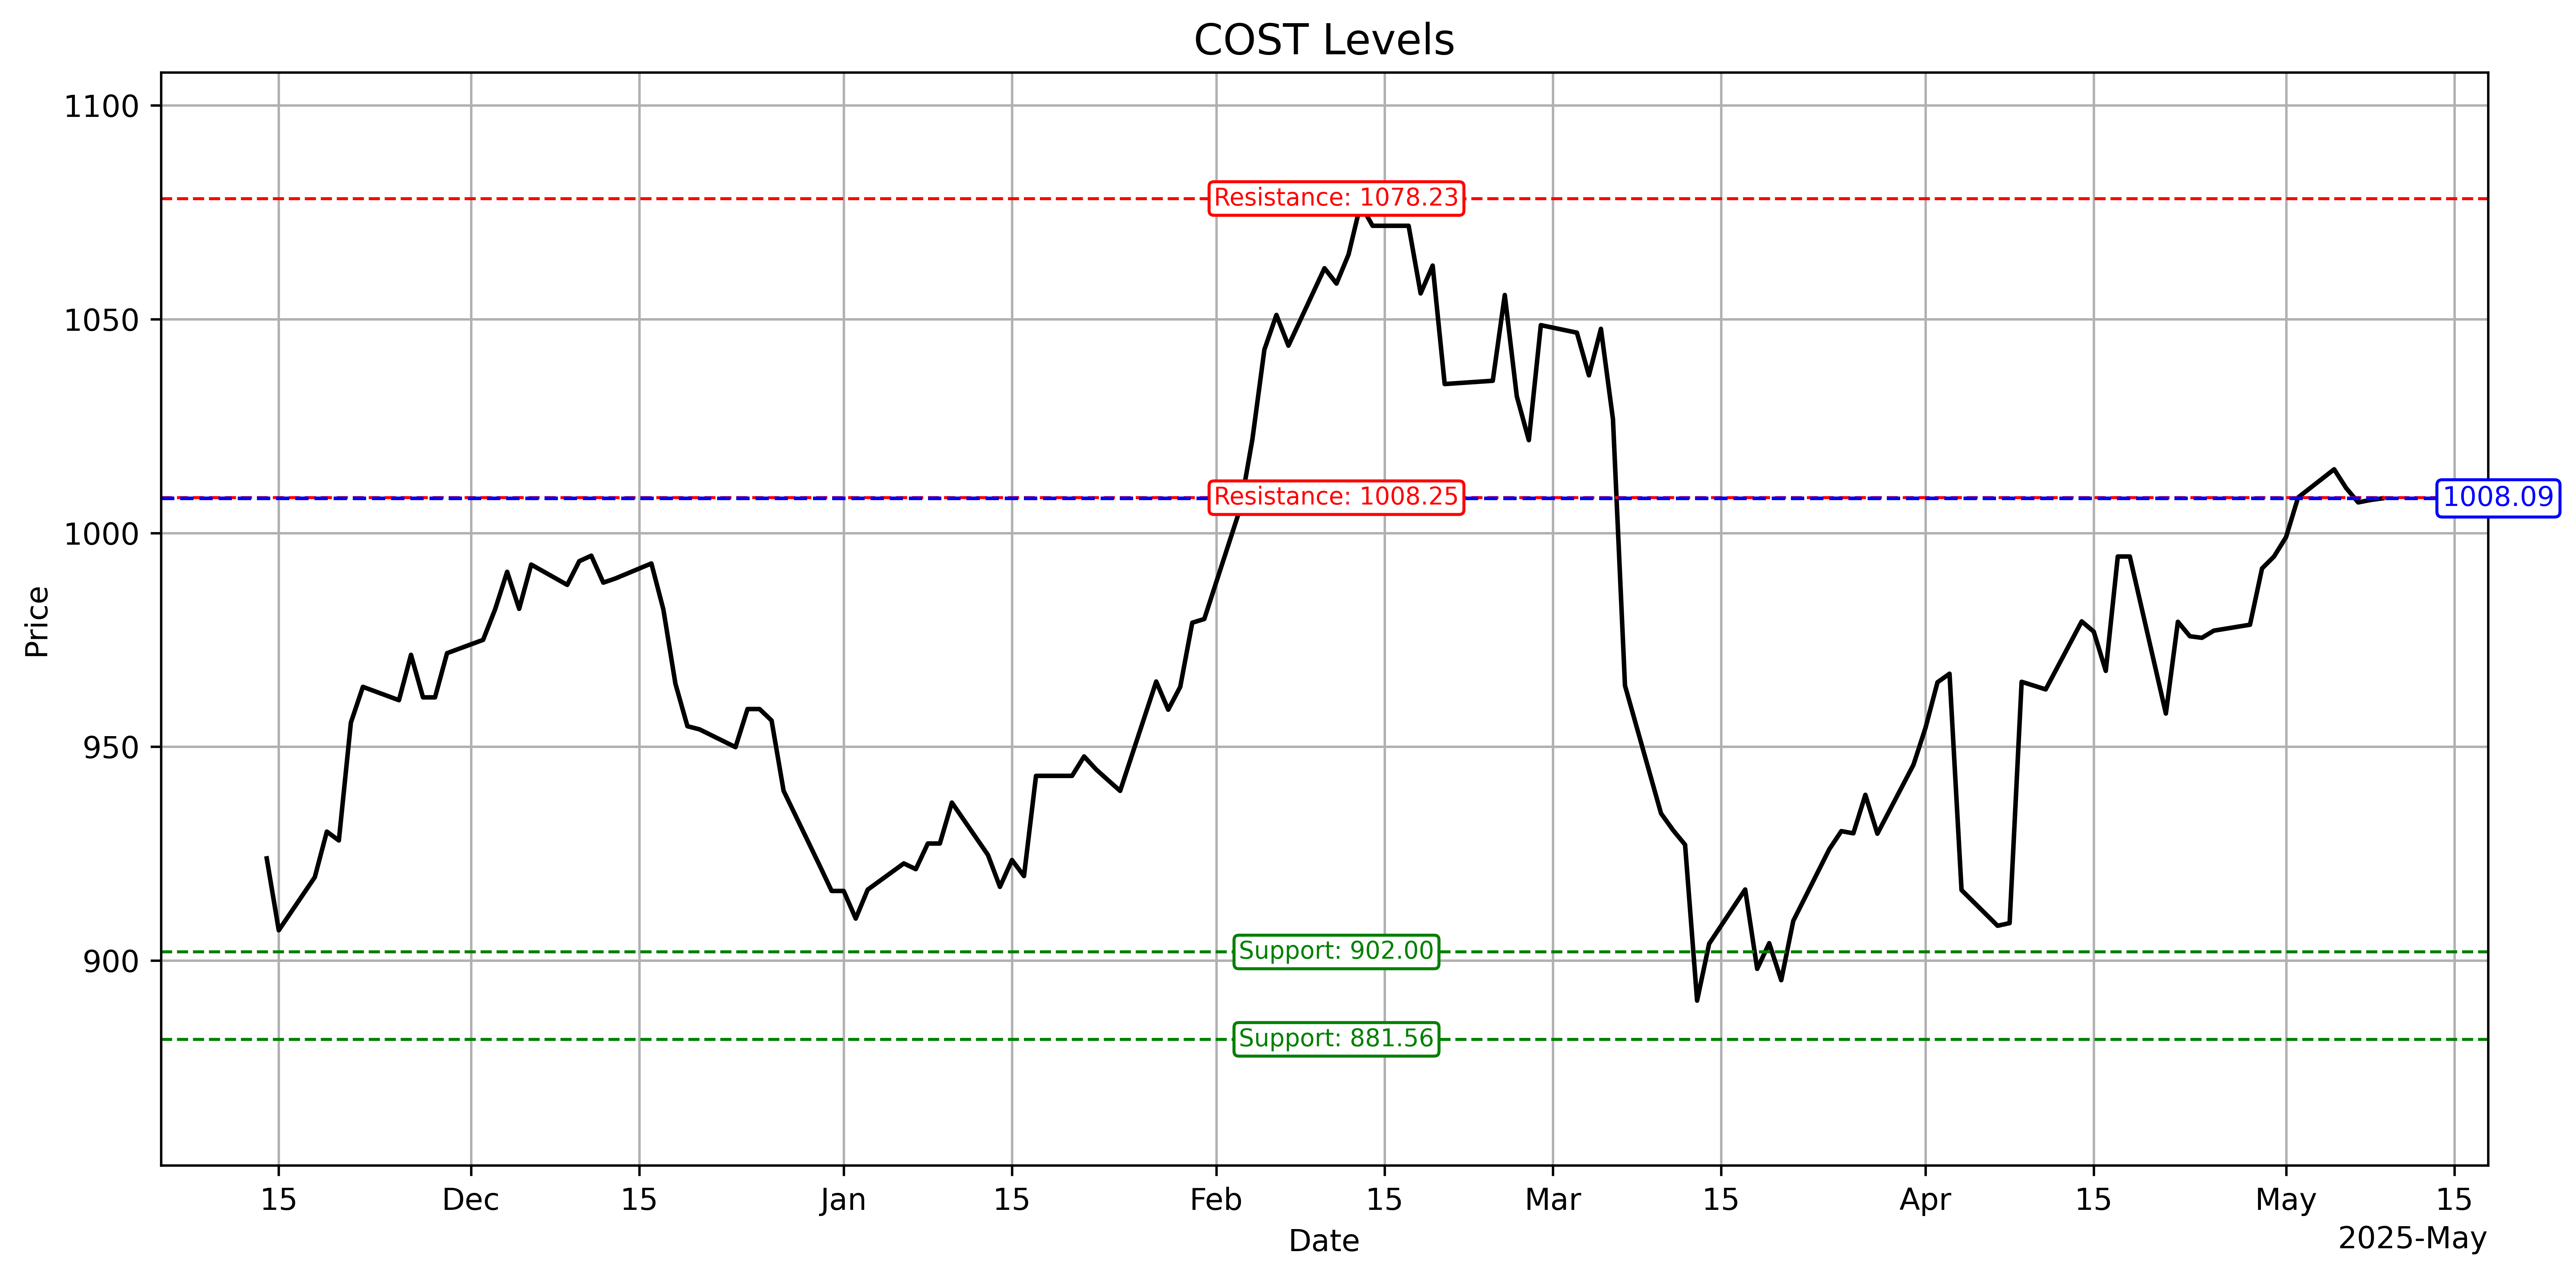 COST Levels
1100
1050
1000
950
900
Price
Resistance: 1078.23
Resistance: 1008.25
1008.09
Support: 902.00
Support: 881.56
15 Dec 15 Jan 15 Feb 15 Mar 15 Apr 15 May 15
Date
2025-May